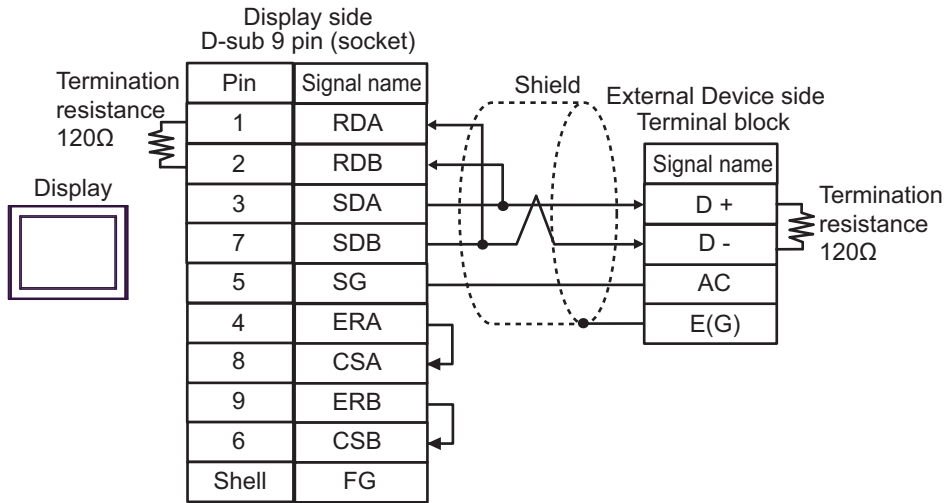 Display side
D-sub 9 pin (socket)
Termination
resistance
120Ω
Display
Pin Signal name
1 RDA
2 RDB
3 SDA
7 SDB
5 SG
4 ERA
8 CSA
9 ERB
6 CSB
Shell FG
Shield
External Device side
Terminal block
Signal name
D +
D -
AC
E(G)
Termination
resistance
120Ω